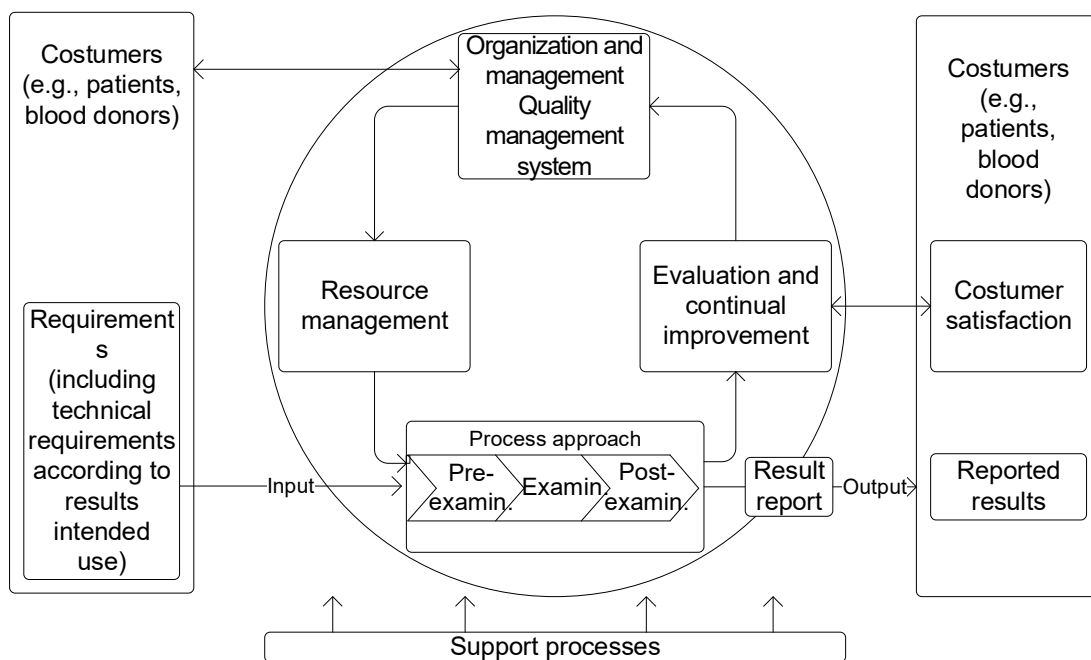 Costumers
(e.g., patients,
blood donors)
Requirement
s
(including
technical
requirements
according to
results
intended
use)
Organization and
management
Quality
management
system
Resource
management
Evaluation and
continual
improvement
Process approach
Pre-
examin.
Examin.
Post-
examin.
Input
Result
report
Output
Costumers
(e.g.,
patients,
blood
donors)
Costumer
satisfaction
Reported
results
Support processes